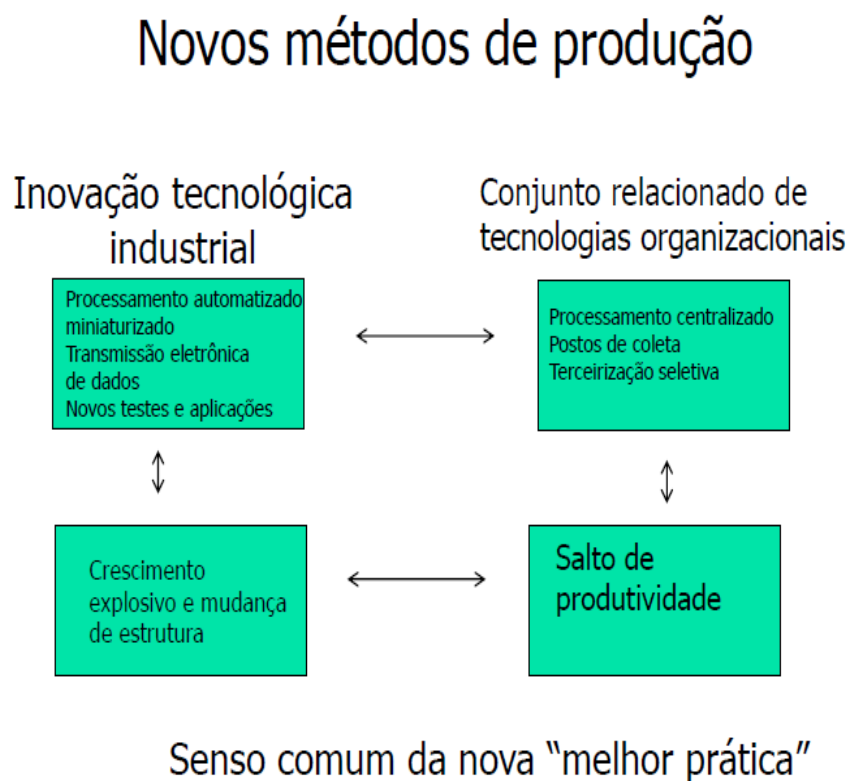 Novos métodos de produção
Inovação tecnológica
industrial
Conjunto relacionado de
tecnologias organizacionais
Processamento automatizado
miniaturizado
Transmissão eletrônica
de dados
Novos testes e aplicações
Processamento centralizado
Postos de coleta
Terceirização seletiva
Crescimento
explosivo e mudança
de estrutura
Salto de
produtividade
Senso comum da nova “melhor prática”